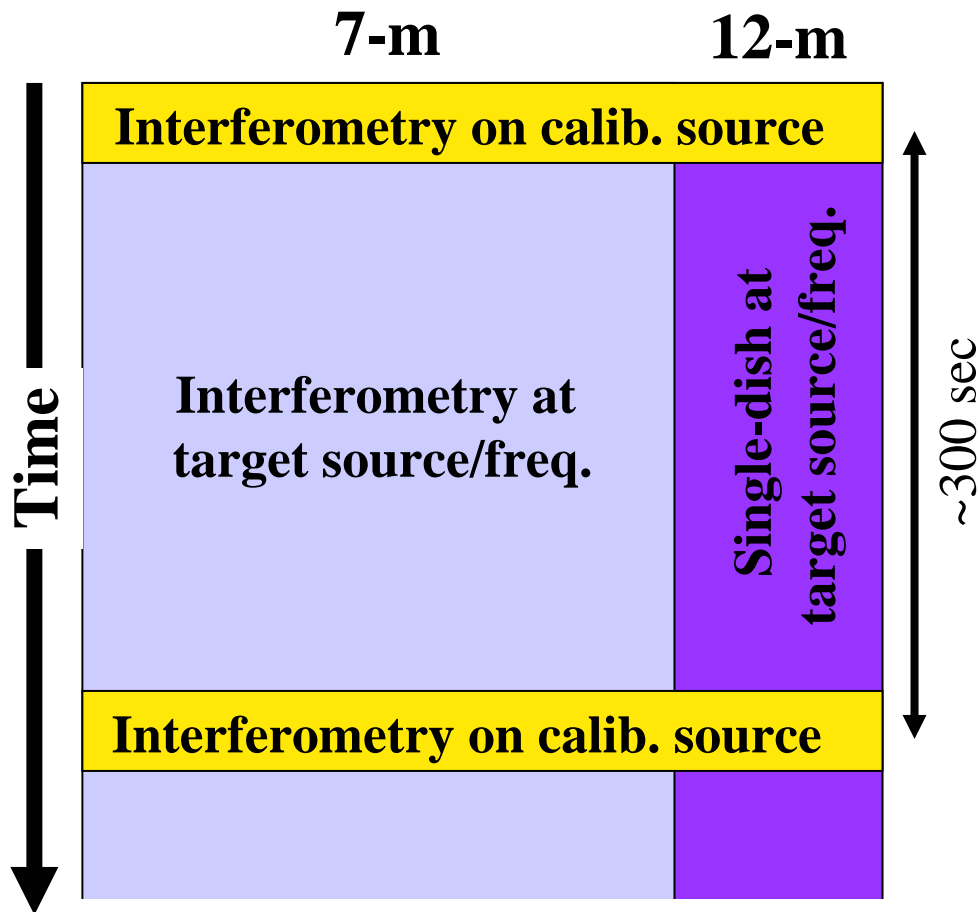 7-m
12-m
Interferometry on calib. source
Time
Interferometry at
target source/freq.
Single-dish at
target source/freq.
~300 sec
Interferometry on calib. source